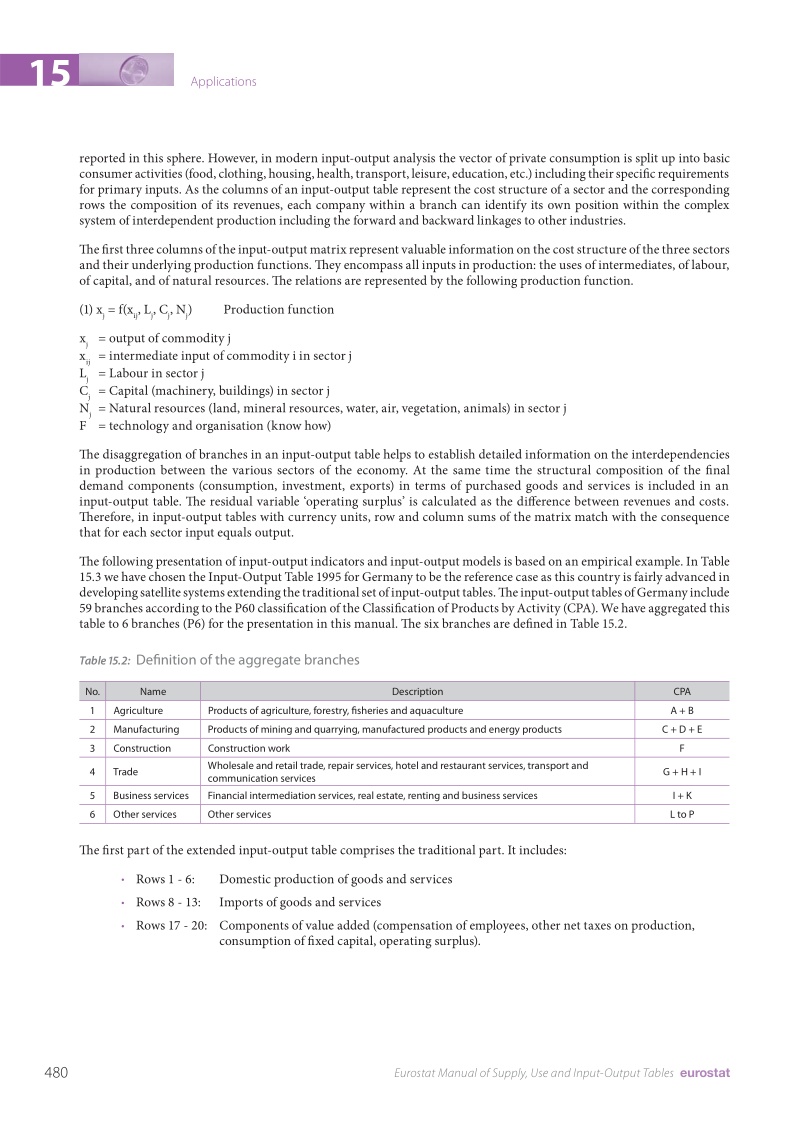 15
Applications
reported in this sphere. However, in modern input-output analysis the vector of private consumption is split up into basic
consumer activities (food, clothing, housing, health, transport, leisure, education, etc.) including their specific requirements
for primary inputs. As the columns of an input-output table represent the cost structure of a sector and the corresponding
rows the composition of its revenues, each company within a branch can identify its own position within the complex
system of interdependent production including the forward and backward linkages to other industries.
The first three columns of the input-output matrix represent valuable information on the cost structure of the three sectors
and their underlying production functions. They encompass all inputs in production: the uses of intermediates, of labour,
of capital, and of natural resources. The relations are represented by the following production function.
(1) xj = f(xij, Lj, Cj, Nj) Production function
xj = output of commodity j
xij = intermediate input of commodity i in sector j
Lj = Labour in sector j
Cj = Capital (machinery, buildings) in sector j
Nj = Natural resources (land, mineral resources, water, air, vegetation, animals) in sector j
F = technology and organisation (know how)
The disaggregation of branches in an input-output table helps to establish detailed information on the interdependencies
in production between the various sectors of the economy. At the same time the structural composition of the final
demand components (consumption, investment, exports) in terms of purchased goods and services is included in an
input-output table. The residual variable ‘operating surplus’ is calculated as the difference between revenues and costs.
Therefore, in input-output tables with currency units, row and column sums of the matrix match with the consequence
that for each sector input equals output.
The following presentation of input-output indicators and input-output models is based on an empirical example. In Table
15.3 we have chosen the Input-Output Table 1995 for Germany to be the reference case as this country is fairly advanced in
developing satellite systems extending the traditional set of input-output tables. The input-output tables of Germany include
59 branches according to the P60 classification of the Classification of Products by Activity (CPA). We have aggregated this
table to 6 branches (P6) for the presentation in this manual. The six branches are defined in Table 15.2.
Table 15.2: Definition of the aggregate branches
No. Name Description CPA
1 Agriculture Products of agriculture, forestry, fisheries and aquaculture A + B
2 Manufacturing Products of mining and quarrying, manufactured products and energy products C + D + E
3 Construction Construction work F
4 Trade Wholesale and retail trade, repair services, hotel and restaurant services, transport and
communication services G + H + I
5 Business services Financial intermediation services, real estate, renting and business services I + K
6 Other services Other services L to P
The first part of the extended input-output table comprises the traditional part. It includes:
• Rows 1 - 6: Domestic production of goods and services
• Rows 8 - 13: Imports of goods and services
• Rows 17 - 20: Components of value added (compensation of employees, other net taxes on production,
consumption of fixed capital, operating surplus).
480
Eurostat Manual of Supply, Use and Input-Output Tables eurostat